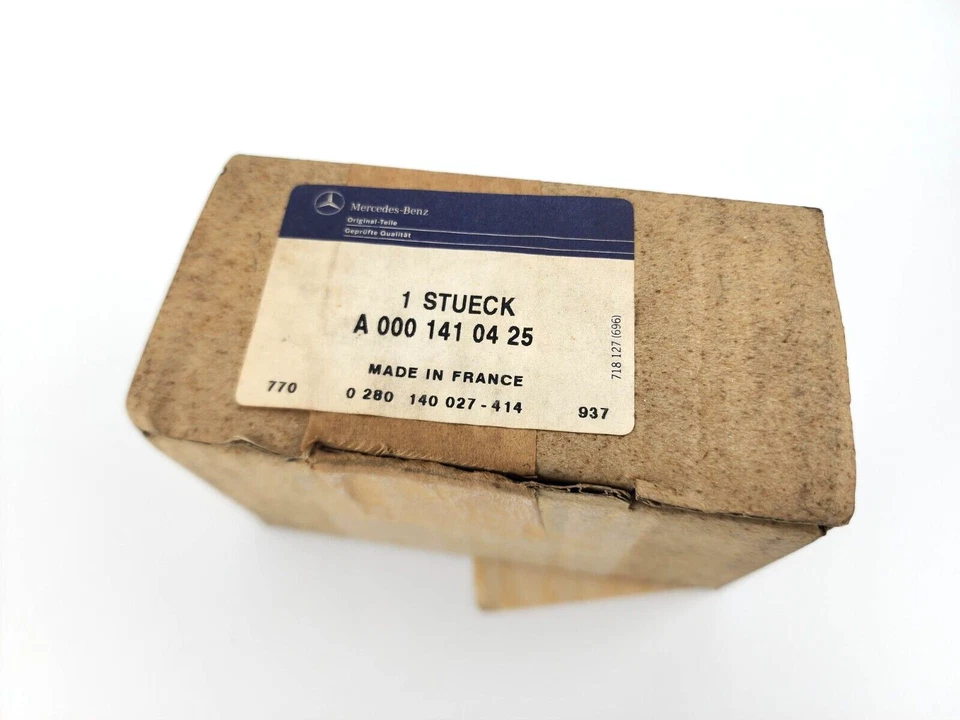 Mercedes-Benz
Original-Teile
Geprüfte Qualität
1 STUECK
A 000 141 04 25
MADE IN FRANCE
770 0 280 140 027-414 937
718 127 (696)